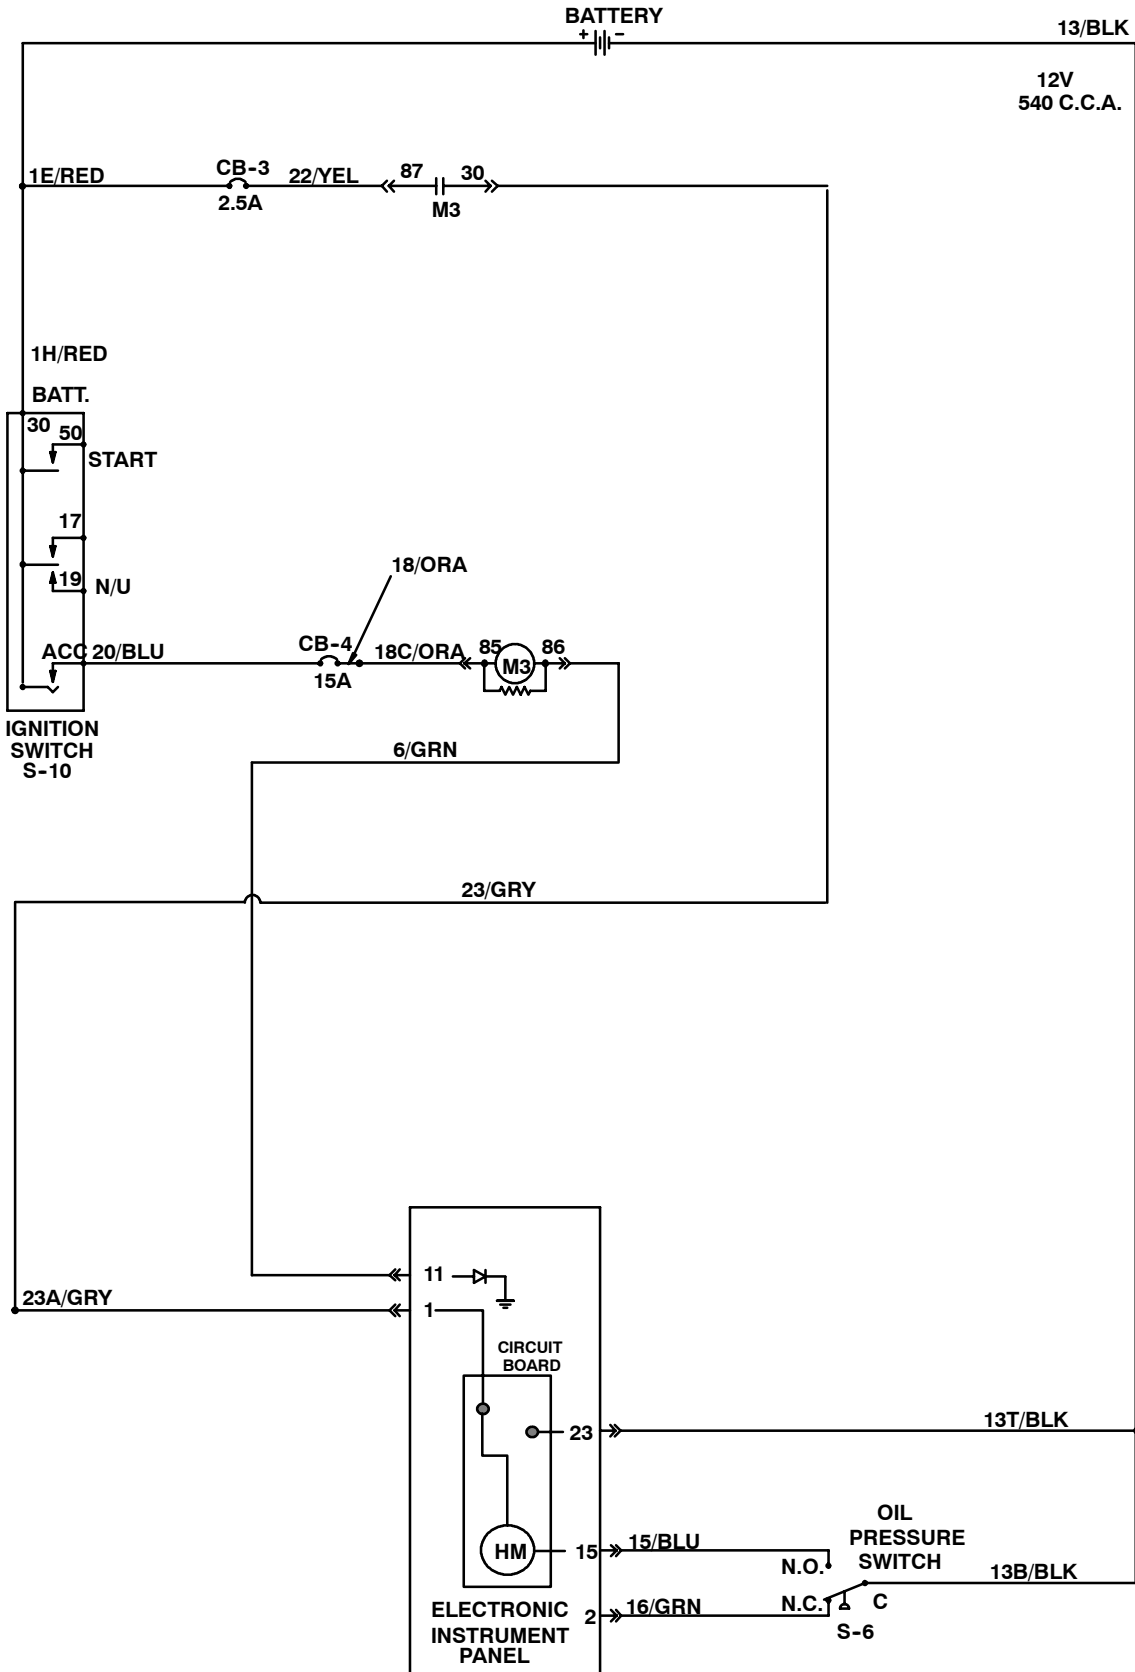 BATTERY
+ −
13/BLK
12V
540 C.C.A.
1E/RED
CB-3
2.5A
22/YEL
87
30
M3
1H/RED
BATT.
30
50
START
17
19
N/U
18/ORA
ACC
20/BLU
CB-4
15A
18C/ORA
85
M3
86
IGNITION
SWITCH
S-10
6/GRN
23/GRY
11
23A/GRY
1
CIRCUIT
BOARD
23
13T/BLK
HM
15
15/BLU
N.O.
OIL
PRESSURE
SWITCH
13B/BLK
N.C.
C
S-6
2
16/GRN
ELECTRONIC
INSTRUMENT
PANEL